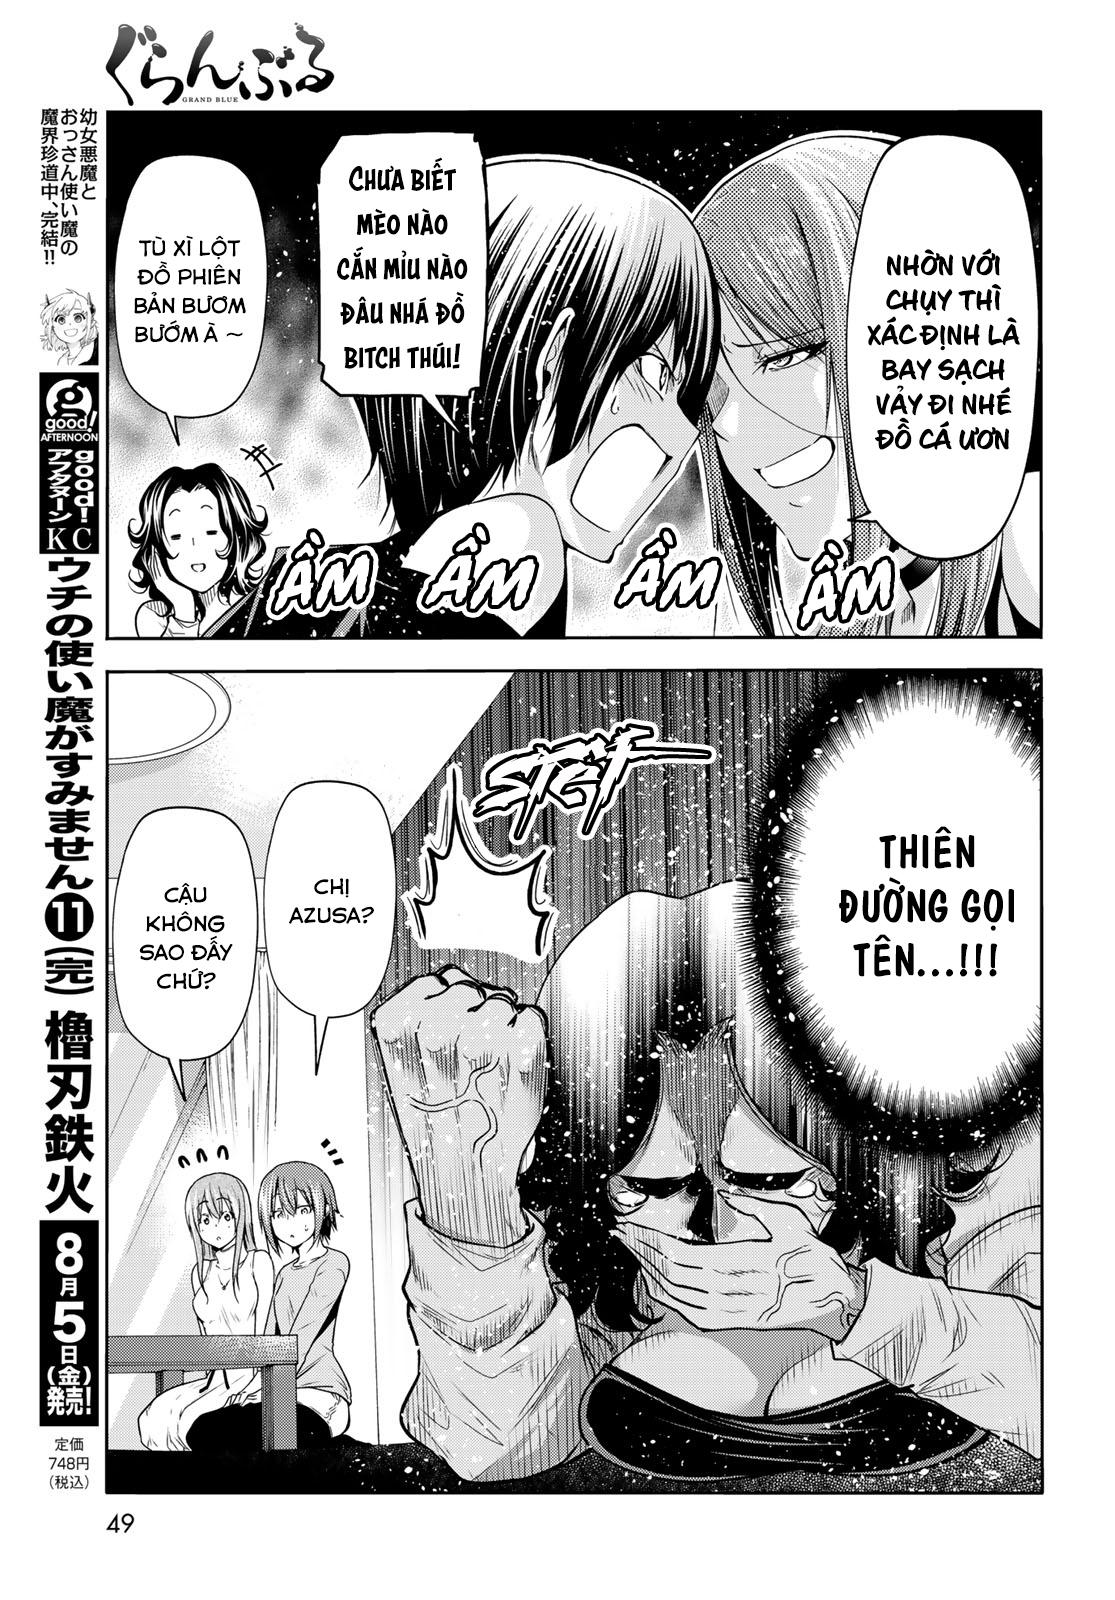 ぐらんぶる
GRAND BLUE
NHỜN VỚI
CHỤY THÌ
XÁC ĐỊNH LÀ
BAY SẠCH
VẢY ĐI NHÉ
ĐỒ CÁ ƯƠN
CHƯA BIẾT
MÈO NÀO
CẮN MỈU NÀO
ĐÂU NHÁ ĐỒ
BITCH THÚI!
TÙ XÌ LỘT
ĐỒ PHIÊN
BẢN BƯƠM
BƯỚM À ~
ẦM
ẦM
ẦM
ẦM
THIÊN
ĐƯỜNG GỌI
TÊN...!!!
SIẾT
CHỊ
AZUSA?
CẬU
KHÔNG
SAO ĐẤY
CHỨ?
幼女悪魔と
おっさん使い魔の
魔界珍道中、完結!!
good!
AFTERNOON
good!
アフタヌーン
KC
ウチの使い魔がすみません⑪(完) 櫓刃鉄火
8月5日(金)発売!
定価
748円
(税込)
49